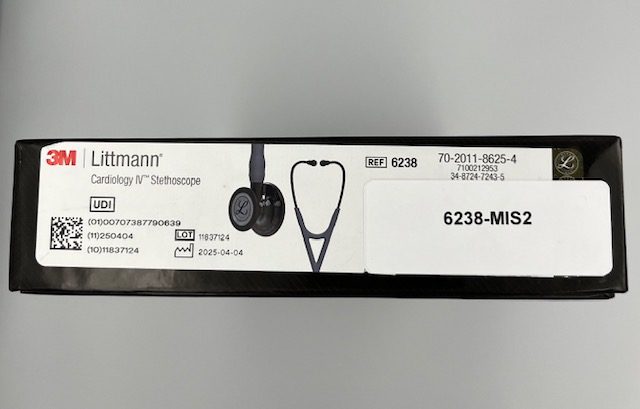 3M | Littmann®
Cardiology IV™ Stethoscope
UDI
(01)00707387790639
(11)250404
(10)11837124
LOT 11837124
2025-04-04
REF 6238
70-2011-8625-4
7100212953
34-8724-7243-5
6238-MIS2